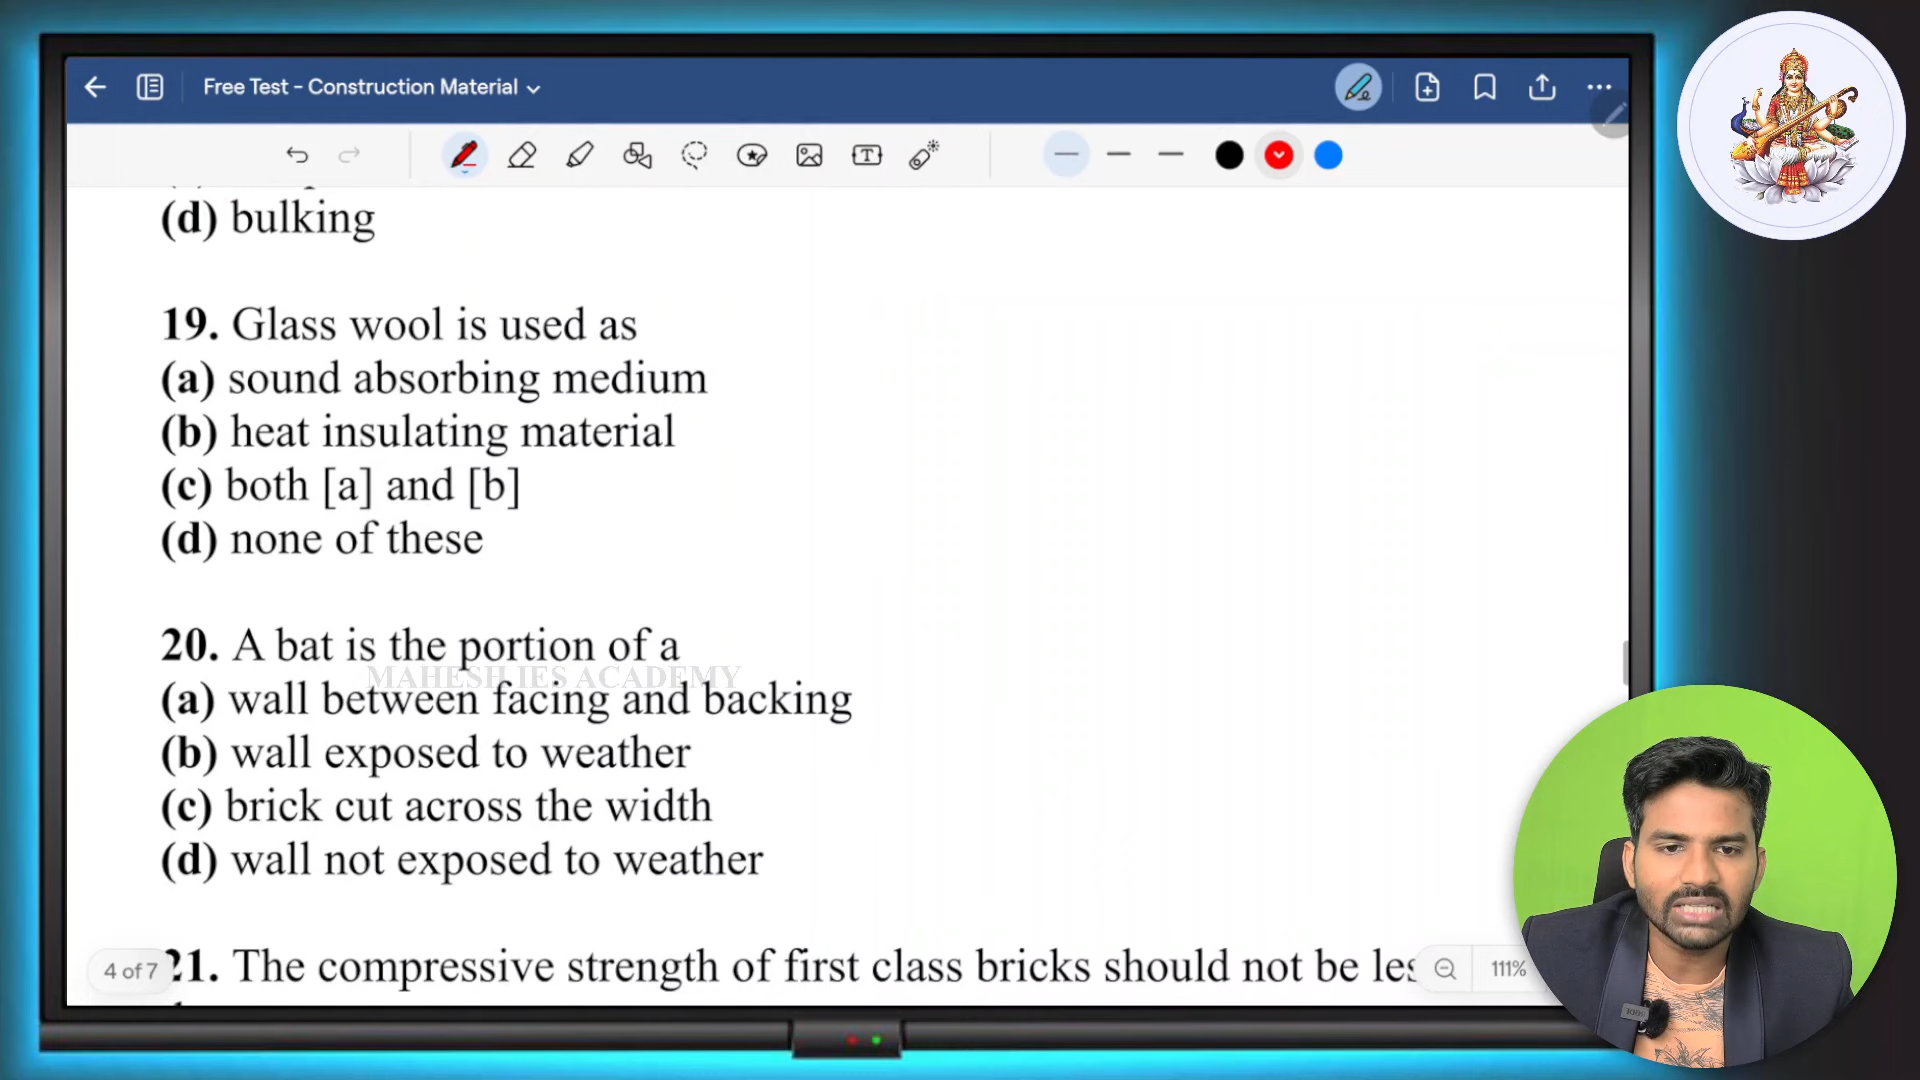 Free Test - Construction Material
(d) bulking
19. Glass wool is used as
(a) sound absorbing medium
(b) heat insulating material
(c) both [a] and [b]
(d) none of these
20. A bat is the portion of a
MAHESH IES ACADEMY
(a) wall between facing and backing
(b) wall exposed to weather
(c) brick cut across the width
(d) wall not exposed to weather
21. The compressive strength of first class bricks should not be les
4 of 7
111%